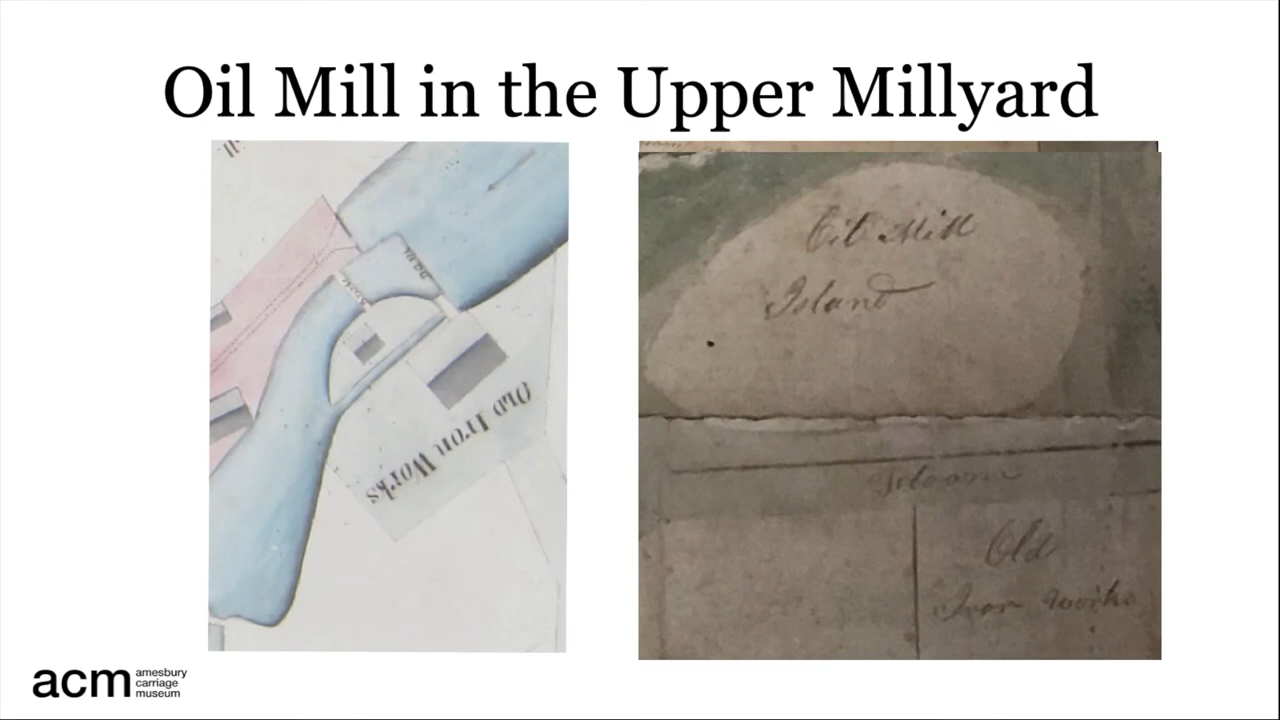 Oil Mill in the Upper Millyard
DAM
Old Iron Works
Oil Mill
Island
Old
Iron Works
acm amesbury
carriage
museum